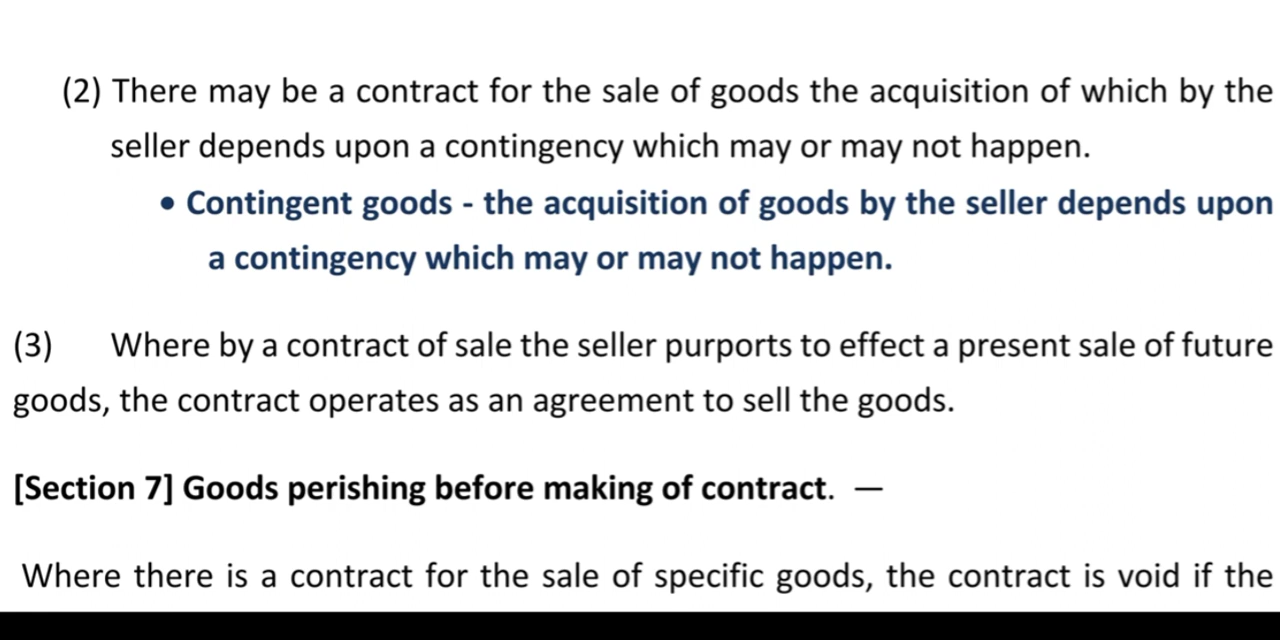 (2) There may be a contract for the sale of goods the acquisition of which by the
seller depends upon a contingency which may or may not happen.
• Contingent goods - the acquisition of goods by the seller depends upon
a contingency which may or may not happen.
(3) Where by a contract of sale the seller purports to effect a present sale of future
goods, the contract operates as an agreement to sell the goods.
[Section 7] Goods perishing before making of contract. —
Where there is a contract for the sale of specific goods, the contract is void if the